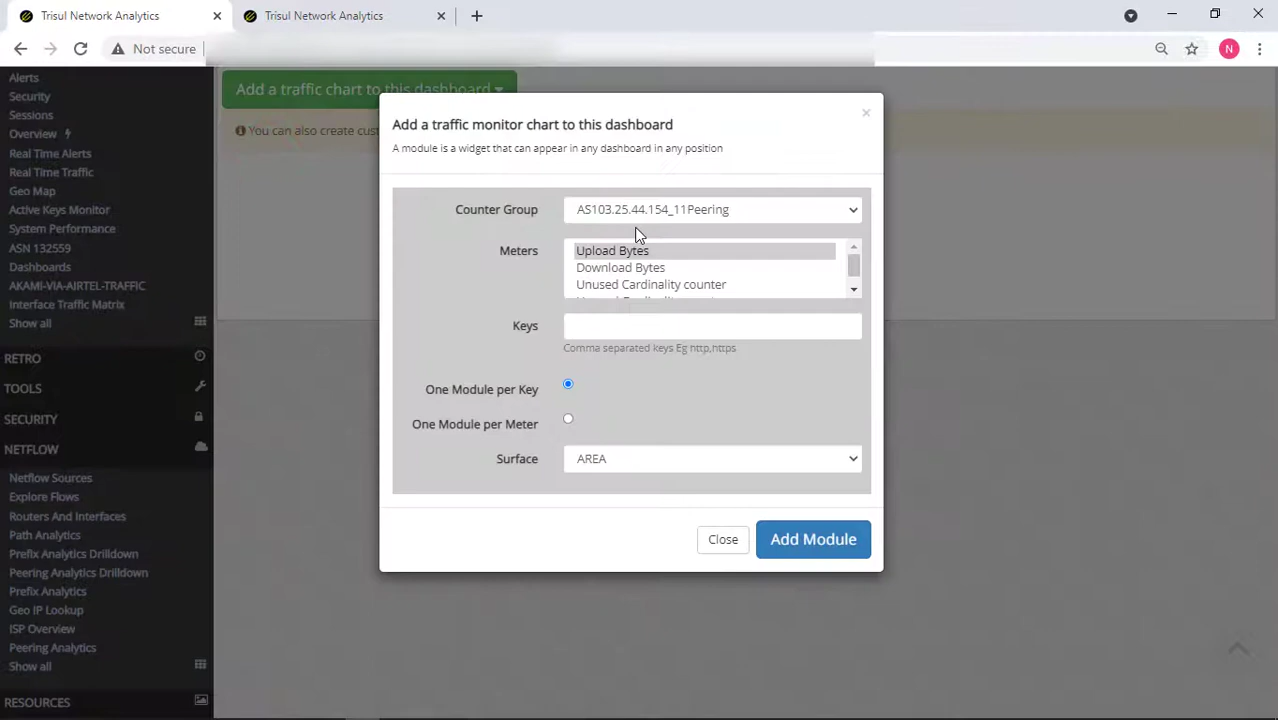 Trisul Network Analytics
Trisul Network Analytics
Not secure
N
Alerts
Security
Sessions
Overview
Real Time Alerts
Real Time Traffic
Geo Map
Active Keys Monitor
System Performance
ASN 132559
Dashboards
AKAMI-VIA-AIRTEL-TRAFFIC
Interface Traffic Matrix
Show all
RETRO
TOOLS
SECURITY
NETFLOW
Netflow Sources
Explore Flows
Routers And Interfaces
Path Analytics
Prefix Analytics Drilldown
Peering Analytics Drilldown
Prefix Analytics
Geo IP Lookup
ISP Overview
Peering Analytics
Show all
RESOURCES
Add a traffic chart to this dashboard
You can also create cust
Add a traffic monitor chart to this dashboard
A module is a widget that can appear in any dashboard in any position
Counter Group
AS103.25.44.154_11Peering
Meters
Upload Bytes
Download Bytes
Unused Cardinality counter
Keys
Comma separated keys Eg http,https
One Module per Key
One Module per Meter
Surface
AREA
Close
Add Module